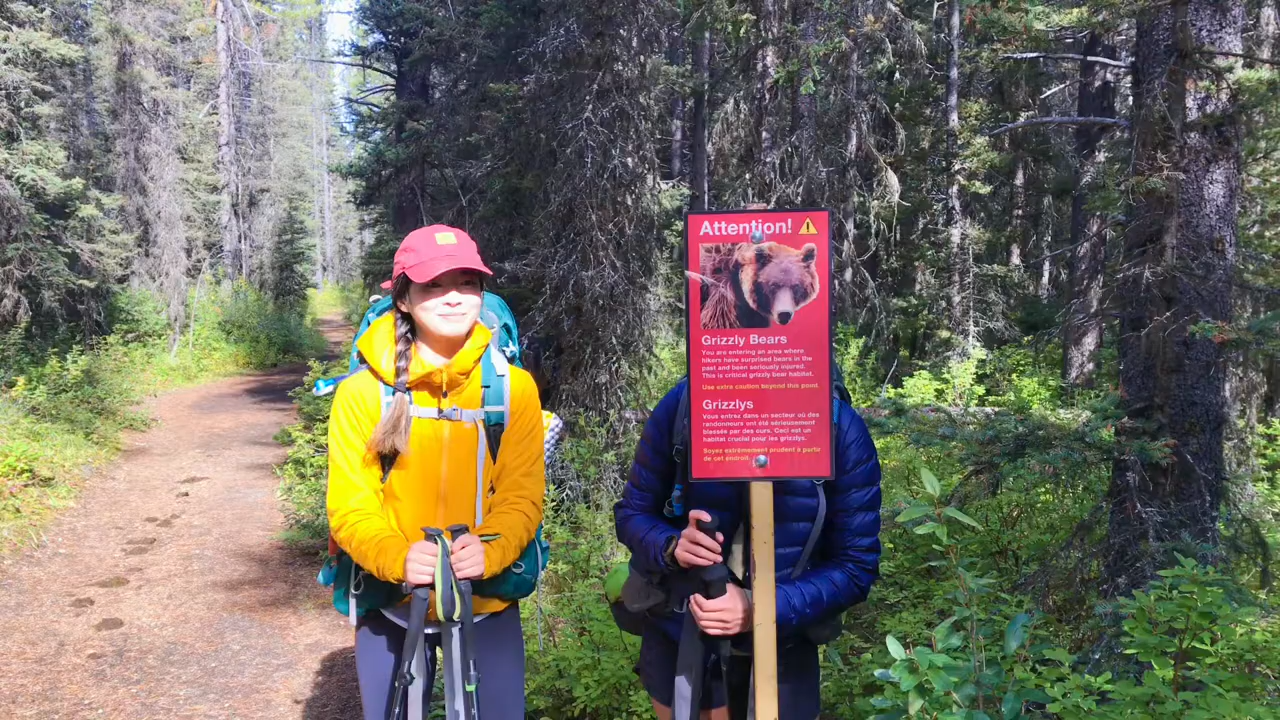 Attention!
Grizzly Bears
You are entering an area where
hikers have surprised bears in the
past and been seriously injured.
This is critical grizzly bear habitat.
Use extra caution beyond this point.
Grizzlys
Vous entrez dans un secteur où des
randonneurs ont été sérieusement
blessés par des ours. Ceci est un
habitat crucial pour les grizzlys.
Soyez extrêmement prudent à partir
de cet endroit.